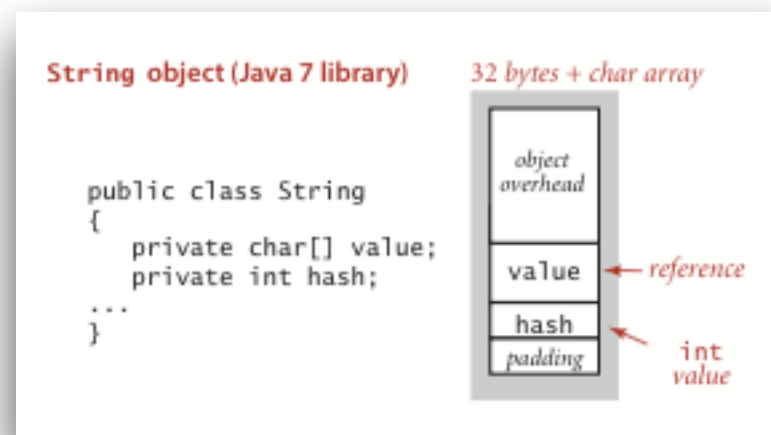 String object (Java 7 library)
32 bytes + char array
public class String
{
private char[] value;
private int hash;
...
}
object
overhead
value
reference
hash
padding
int
value